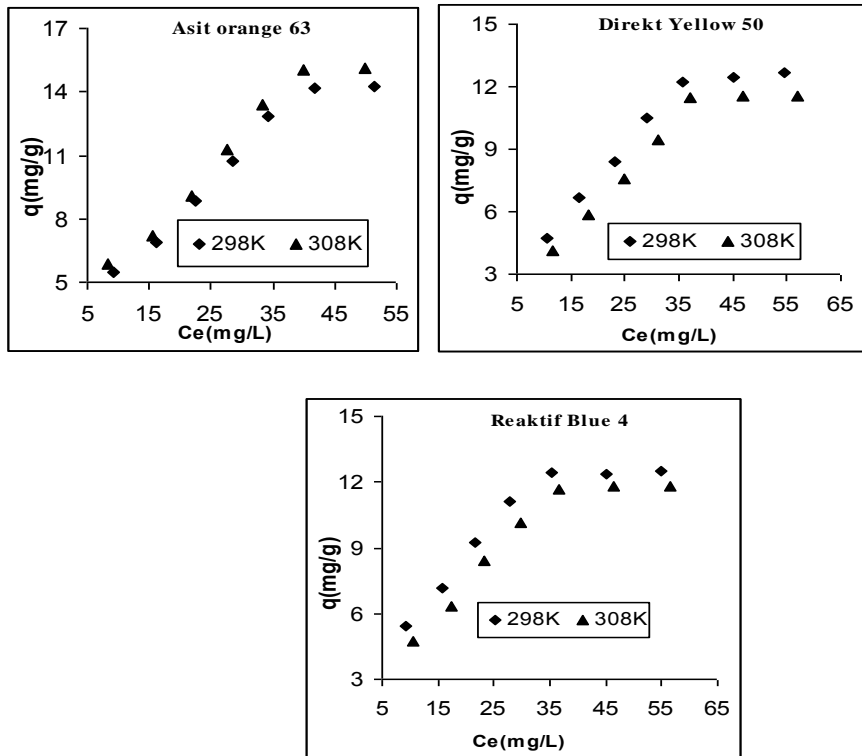 Asit orange 63
17
14
11
8
5
q(mg/g)
298K 308K
5 15 25 35 45 55
Ce(mg/L)
Direkt Yellow 50
15
12
9
6
3
q(mg/g)
298K 308K
5 15 25 35 45 55 65
Ce(mg/L)
Reaktif Blue 4
15
12
9
6
3
q(mg/g)
298K 308K
5 15 25 35 45 55 65
Ce(mg/L)